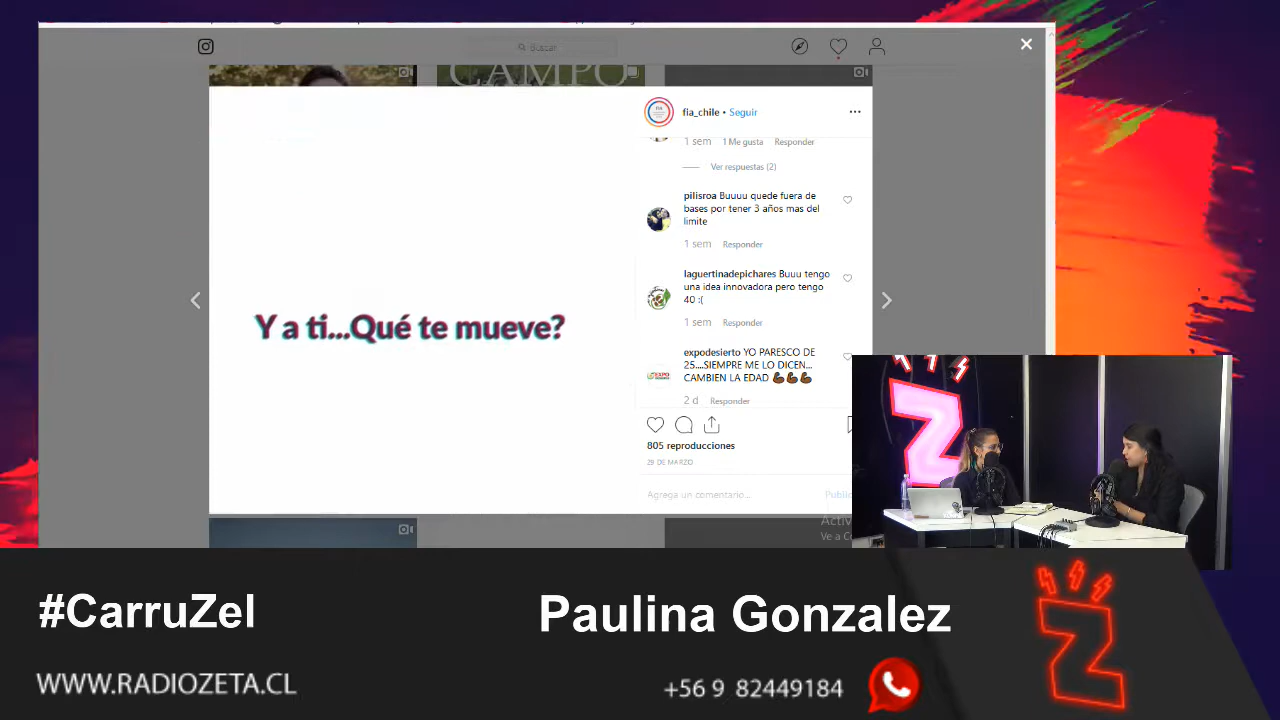 Buscar
CAMPO
fia_chile • Seguir
1 sem 1 Me gusta Responder
Ver respuestas (2)
pilisroa Buuuu quede fuera de
bases por tener 3 años mas del
limite
1 sem Responder
laguertinadepichares Buuu tengo
una idea innovadora pero tengo
40 :(
1 sem Responder
expodesierto YO PARESCO DE
25....SIEMPRE ME LO DICEN...
CAMBIEN LA EDAD 💪🏿💪🏿💪🏿
2 d Responder
805 reproducciones
29 DE MARZO
Agrega un comentario...
Y a ti...Qué te mueve?
Z
#CarruZel
Paulina Gonzalez
WWW.RADIOZETA.CL
+56 9 82449184
Z